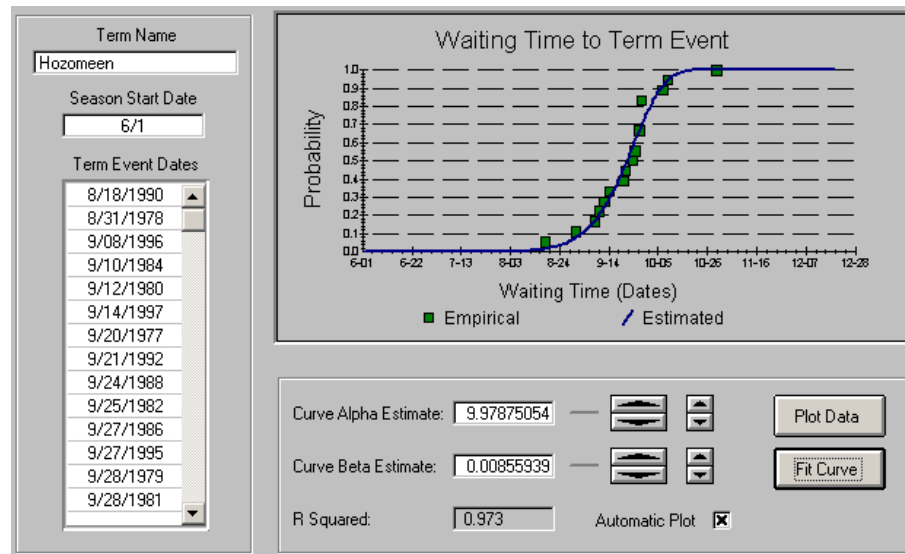 Term Name
Hozomeen
Season Start Date
6/1
Term Event Dates
8/18/1990
8/31/1978
9/08/1996
9/10/1984
9/12/1980
9/14/1997
9/20/1977
9/21/1992
9/24/1988
9/25/1982
9/27/1986
9/27/1995
9/28/1979
9/28/1981
Waiting Time to Term Event
Probability
1.0
0.9
0.8
0.7
0.6
0.5
0.4
0.3
0.2
0.1
0.0
6-01 6-22 7-13 8-03 8-24 9-14 10-05 10-26 11-16 12-07 12-28
Waiting Time (Dates)
Empirical Estimated
Curve Alpha Estimate: 9.97875054
Plot Data
Curve Beta Estimate: 0.00855939
Fit Curve
R Squared: 0.973 Automatic Plot